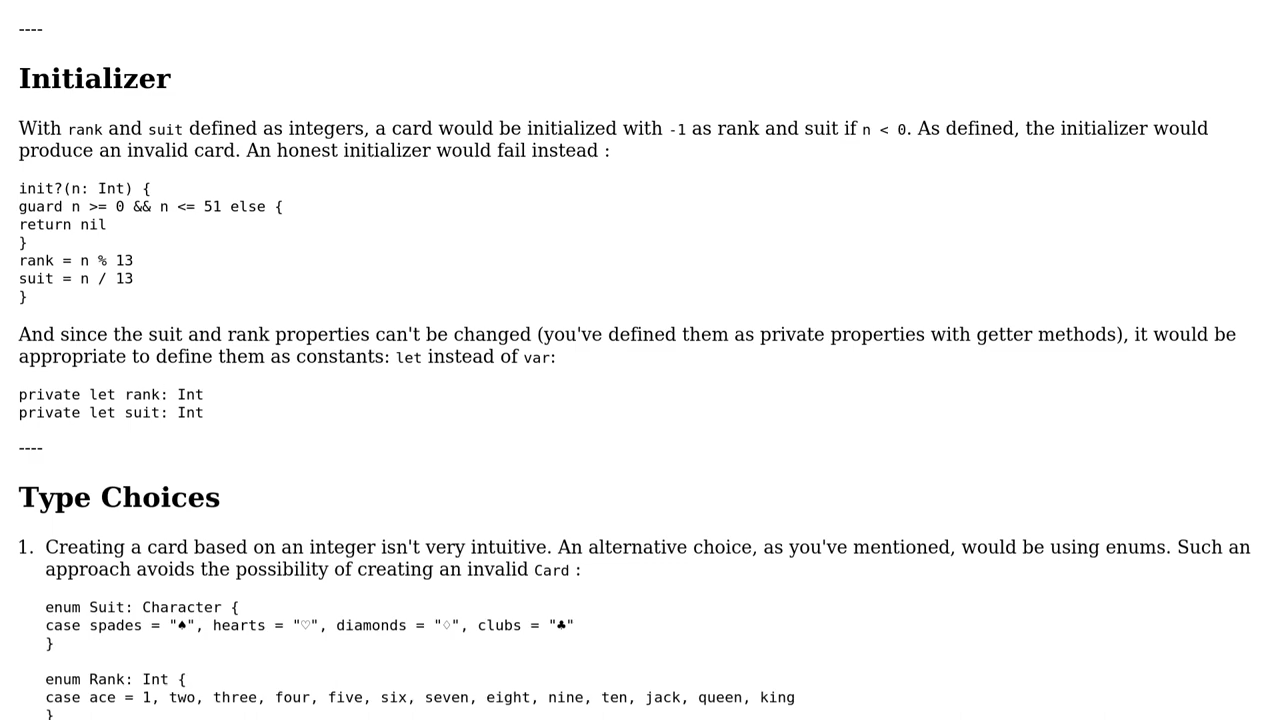 ----
Initializer
With rank and suit defined as integers, a card would be initialized with -1 as rank and suit if n < 0. As defined, the initializer would
produce an invalid card. An honest initializer would fail instead :
init?(n: Int) {
guard n >= 0 && n <= 51 else {
return nil
}
rank = n % 13
suit = n / 13
}
And since the suit and rank properties can't be changed (you've defined them as private properties with getter methods), it would be
appropriate to define them as constants: let instead of var:
private let rank: Int
private let suit: Int
----
Type Choices
1. Creating a card based on an integer isn't very intuitive. An alternative choice, as you've mentioned, would be using enums. Such an
approach avoids the possibility of creating an invalid Card :
enum Suit: Character {
case spades = "♠", hearts = "♡", diamonds = "♢", clubs = "♣"
}
enum Rank: Int {
case ace = 1, two, three, four, five, six, seven, eight, nine, ten, jack, queen, king
}